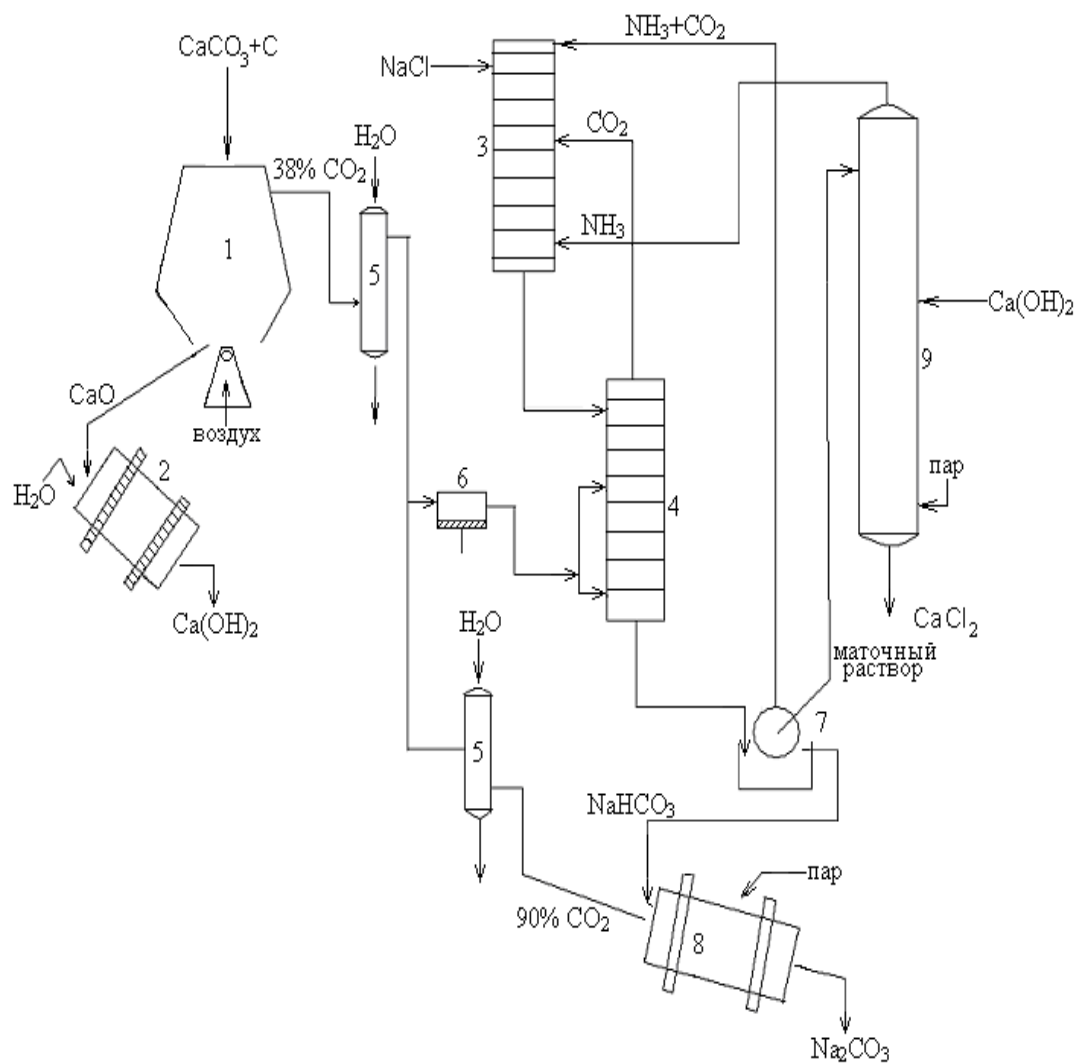 NH₃+CO₂
CaCO₃+C
NaCl
CO₂
H₂O
3
38% CO₂
NH₃
1
5
Ca(OH)₂
9
CaO
воздух
2
H₂O
6
4
пар
Ca(OH)₂
H₂O
CaCl₂
маточный
раствор
7
5
NaHCO₃
пар
90% CO₂
8
Na₂CO₃